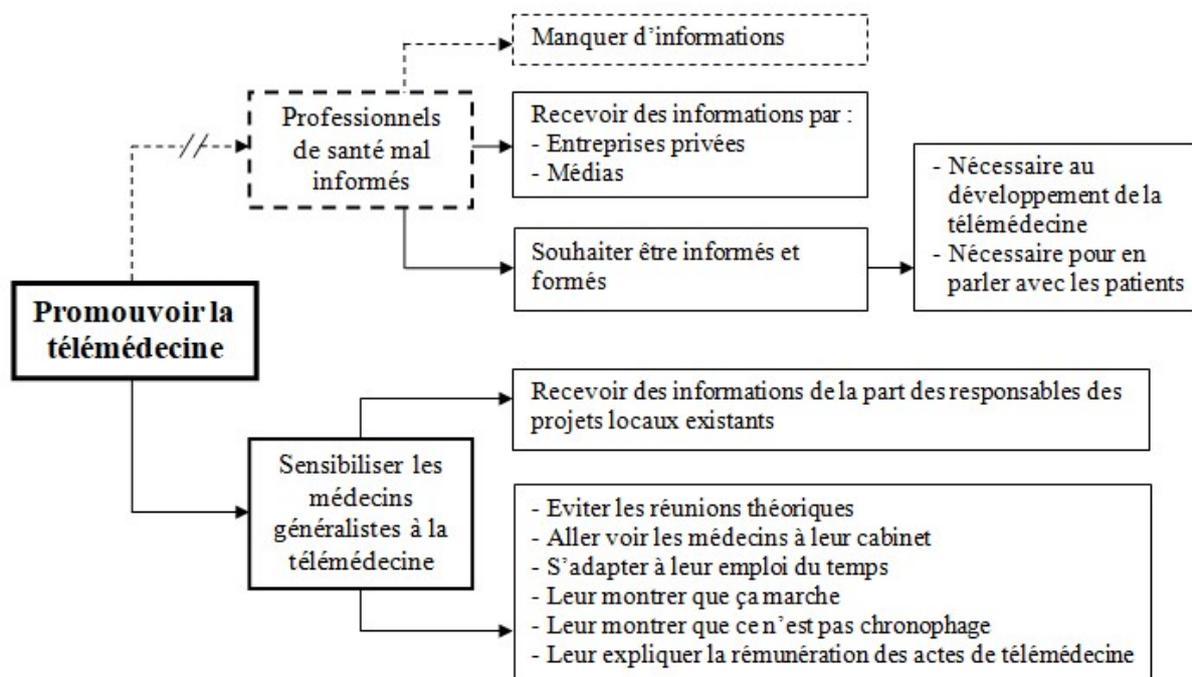 Manquer d'informations
Professionnels
de santé mal
informés
Recevoir des informations par :
- Entreprises privées
- Médias
Souhaiter être informés et
formés
- Nécessaire au
développement de la
télémédecine
- Nécessaire pour en
parler avec les patients
Promouvoir la
télémédecine
Recevoir des informations de la part des responsables des
projets locaux existants
Sensibiliser les
médecins
généralistes à la
télémédecine
- Eviter les réunions théoriques
- Aller voir les médecins à leur cabinet
- S'adapter à leur emploi du temps
- Leur montrer que ça marche
- Leur montrer que ce n'est pas chronophage
- Leur expliquer la rémunération des actes de télémédecine